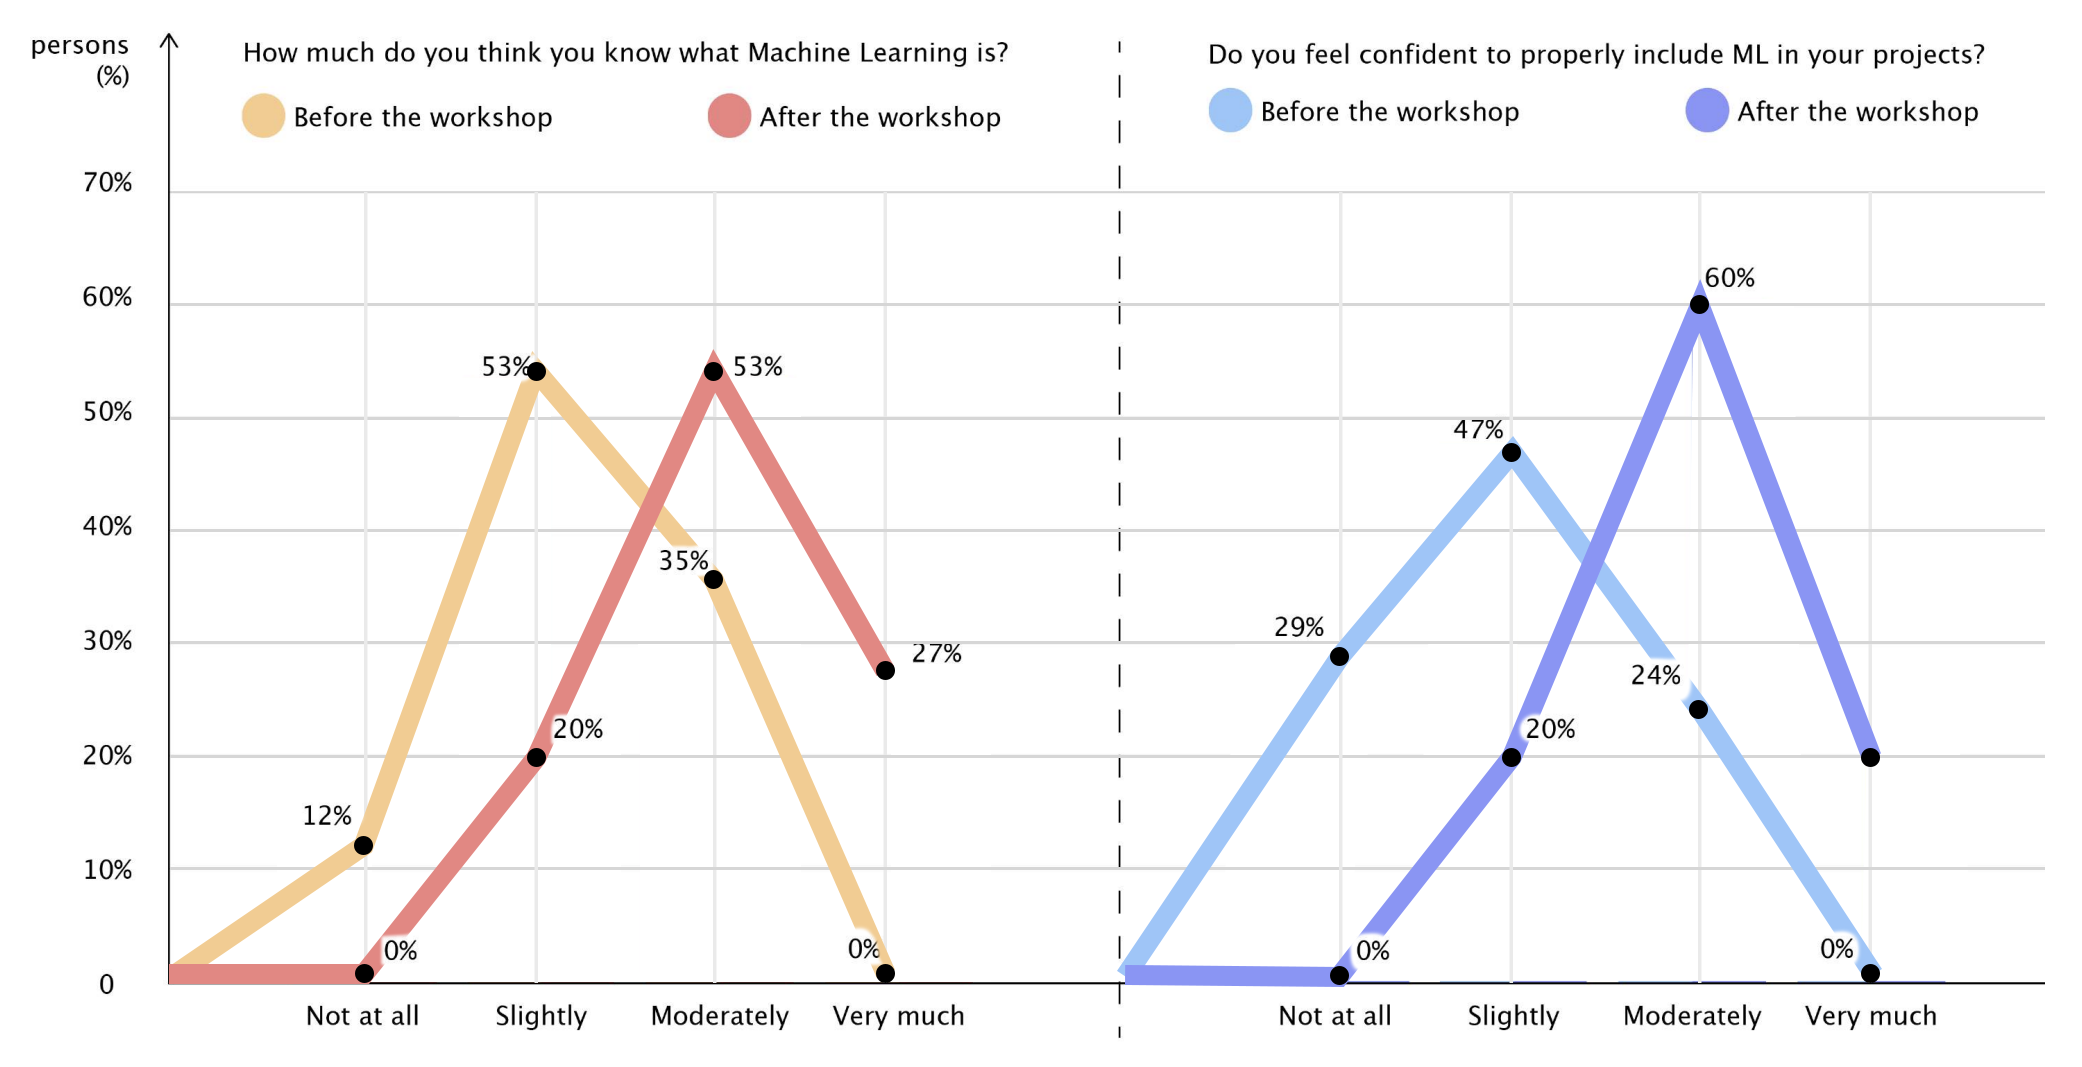 persons
(%)
How much do you think you know what Machine Learning is?
Before the workshop
After the workshop
Do you feel confident to properly include ML in your projects?
Before the workshop
After the workshop
70%
60%
50%
40%
30%
20%
10%
0
12%
53%
35%
0%
0%
20%
53%
27%
29%
47%
24%
0%
0%
20%
60%
Not at all
Slightly
Moderately
Very much
Not at all
Slightly
Moderately
Very much